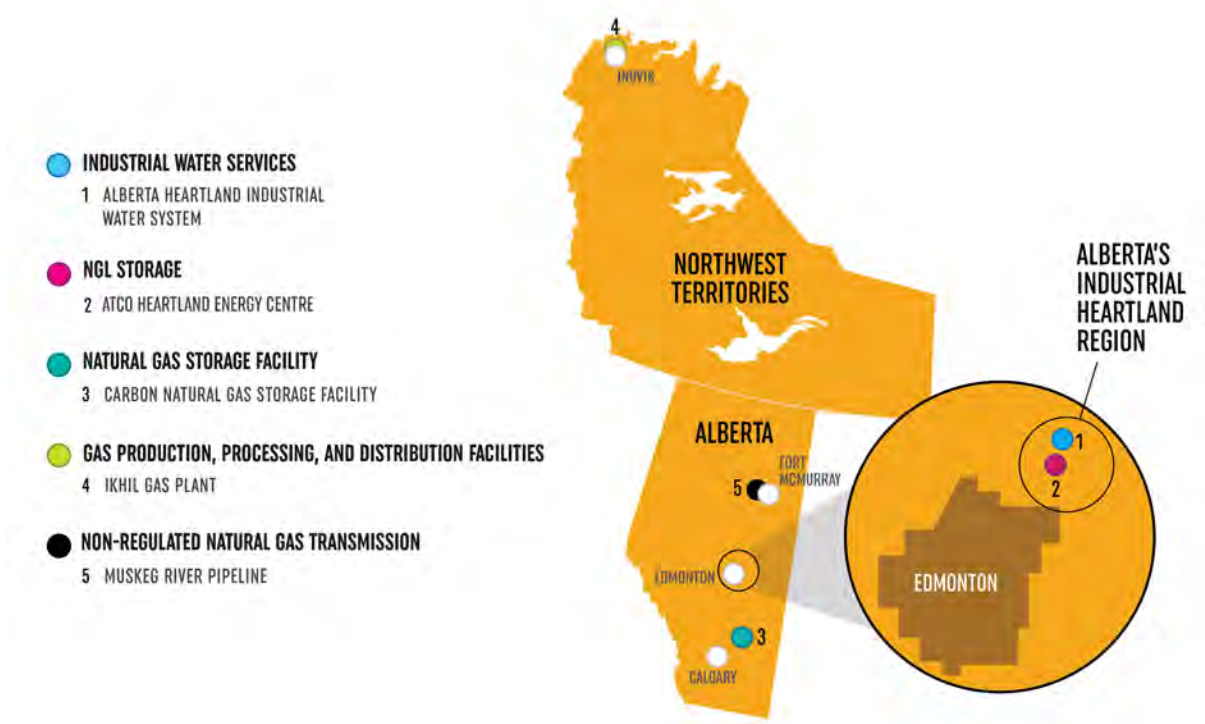 INDUSTRIAL WATER SERVICES
1 ALBERTA HEARTLAND INDUSTRIAL
WATER SYSTEM
NGL STORAGE
2 ATCO HEARTLAND ENERGY CENTRE
NATURAL GAS STORAGE FACILITY
3 CARBON NATURAL GAS STORAGE FACILITY
GAS PRODUCTION, PROCESSING, AND DISTRIBUTION FACILITIES
4 IKHIL GAS PLANT
NON-REGULATED NATURAL GAS TRANSMISSION
5 MUSKEG RIVER PIPELINE
4
INUVIK
NORTHWEST
TERRITORIES
ALBERTA
FORT
MCMURRAY
5
EDMONTON
3
CALGARY
ALBERTA'S
INDUSTRIAL
HEARTLAND
REGION
1
2
EDMONTON